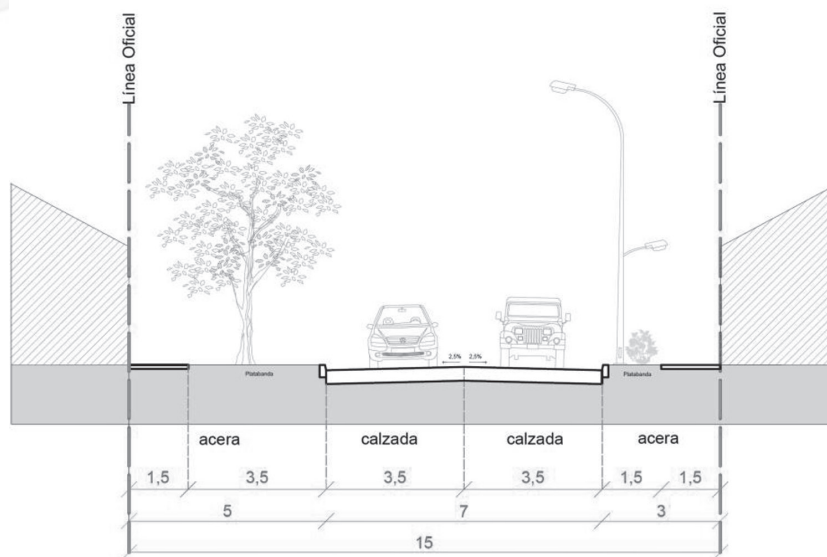 Línea Oficial
Línea Oficial
2,5% 2,5%
Platabanda
Platabanda
acera calzada calzada acera
1,5 3,5 3,5 3,5 1,5 1,5
5 7 3
15